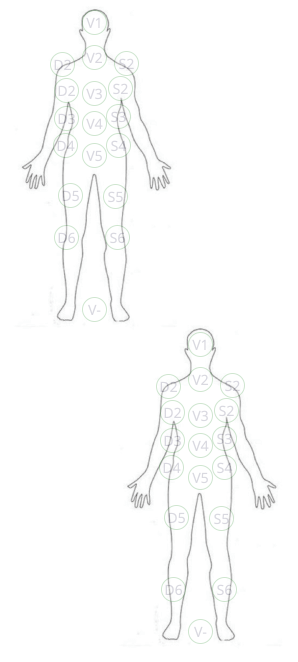 V1
D2 V2 S2
D2 V3 S2
D3 V4 S3
D4 V5 S4
D5 S5
D6 S6
V-
V1
D2 V2 S2
D2 V3 S2
D3 V4 S3
D4 V5 S4
D5 S5
D6 S6
V-